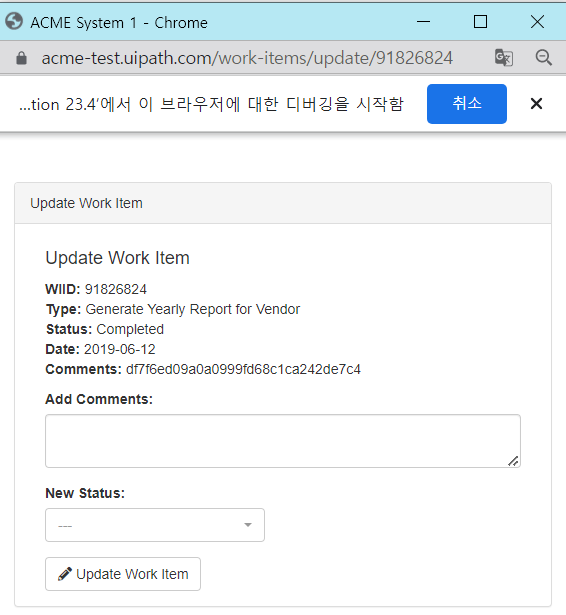 ACME System 1 - Chrome
acme-test.uipath.com/work-items/update/91826824
...tion 23.4'에서 이 브라우저에 대한 디버깅을 시작함 취소
Update Work Item
Update Work Item
WIID: 91826824
Type: Generate Yearly Report for Vendor
Status: Completed
Date: 2019-06-12
Comments: df7f6ed09a0a0999fd68c1ca242de7c4
Add Comments:
New Status:
---
Update Work Item